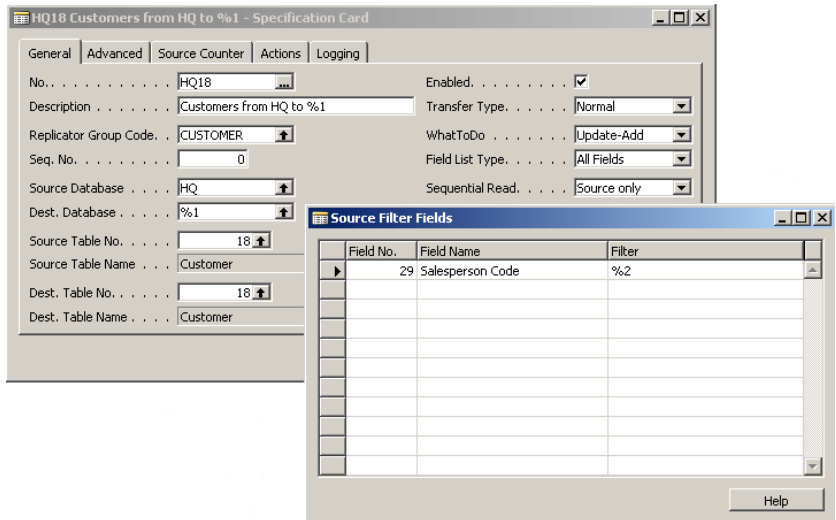 HQ18 Customers from HQ to %1 - Specification Card
General Advanced Source Counter Actions Logging
No.. . . . . . . . . . . . HQ18 ... Enabled. . . . . . . . .
Description . . . . . . . Customers from HQ to %1 Transfer Type. . . . . . Normal
Replicator Group Code. . CUSTOMER WhatToDo . . . . . . . Update-Add
Seq. No. . . . . . . . . . 0 Field List Type. . . . . . All Fields
Source Database . . . . HQ Sequential Read. . . . . Source only
Dest. Database . . . . . %1
Source Table No. . . . . . 18
Source Table Name . . . Customer
Dest. Table No. . . . . . . 18
Dest. Table Name . . . . Customer
Source Filter Fields
Field No. Field Name Filter
29 Salesperson Code %2
Help